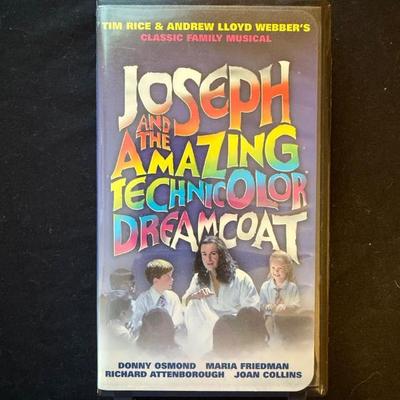 TIM RICE & ANDREW LLOYD WEBBER'S
CLASSIC FAMILY MUSICAL
JOSEPH
AND THE
AMAZING
TECHNICOLOR
DREAMCOAT
DONNY OSMOND MARIA FRIEDMAN
RICHARD ATTENBOROUGH JOAN COLLINS